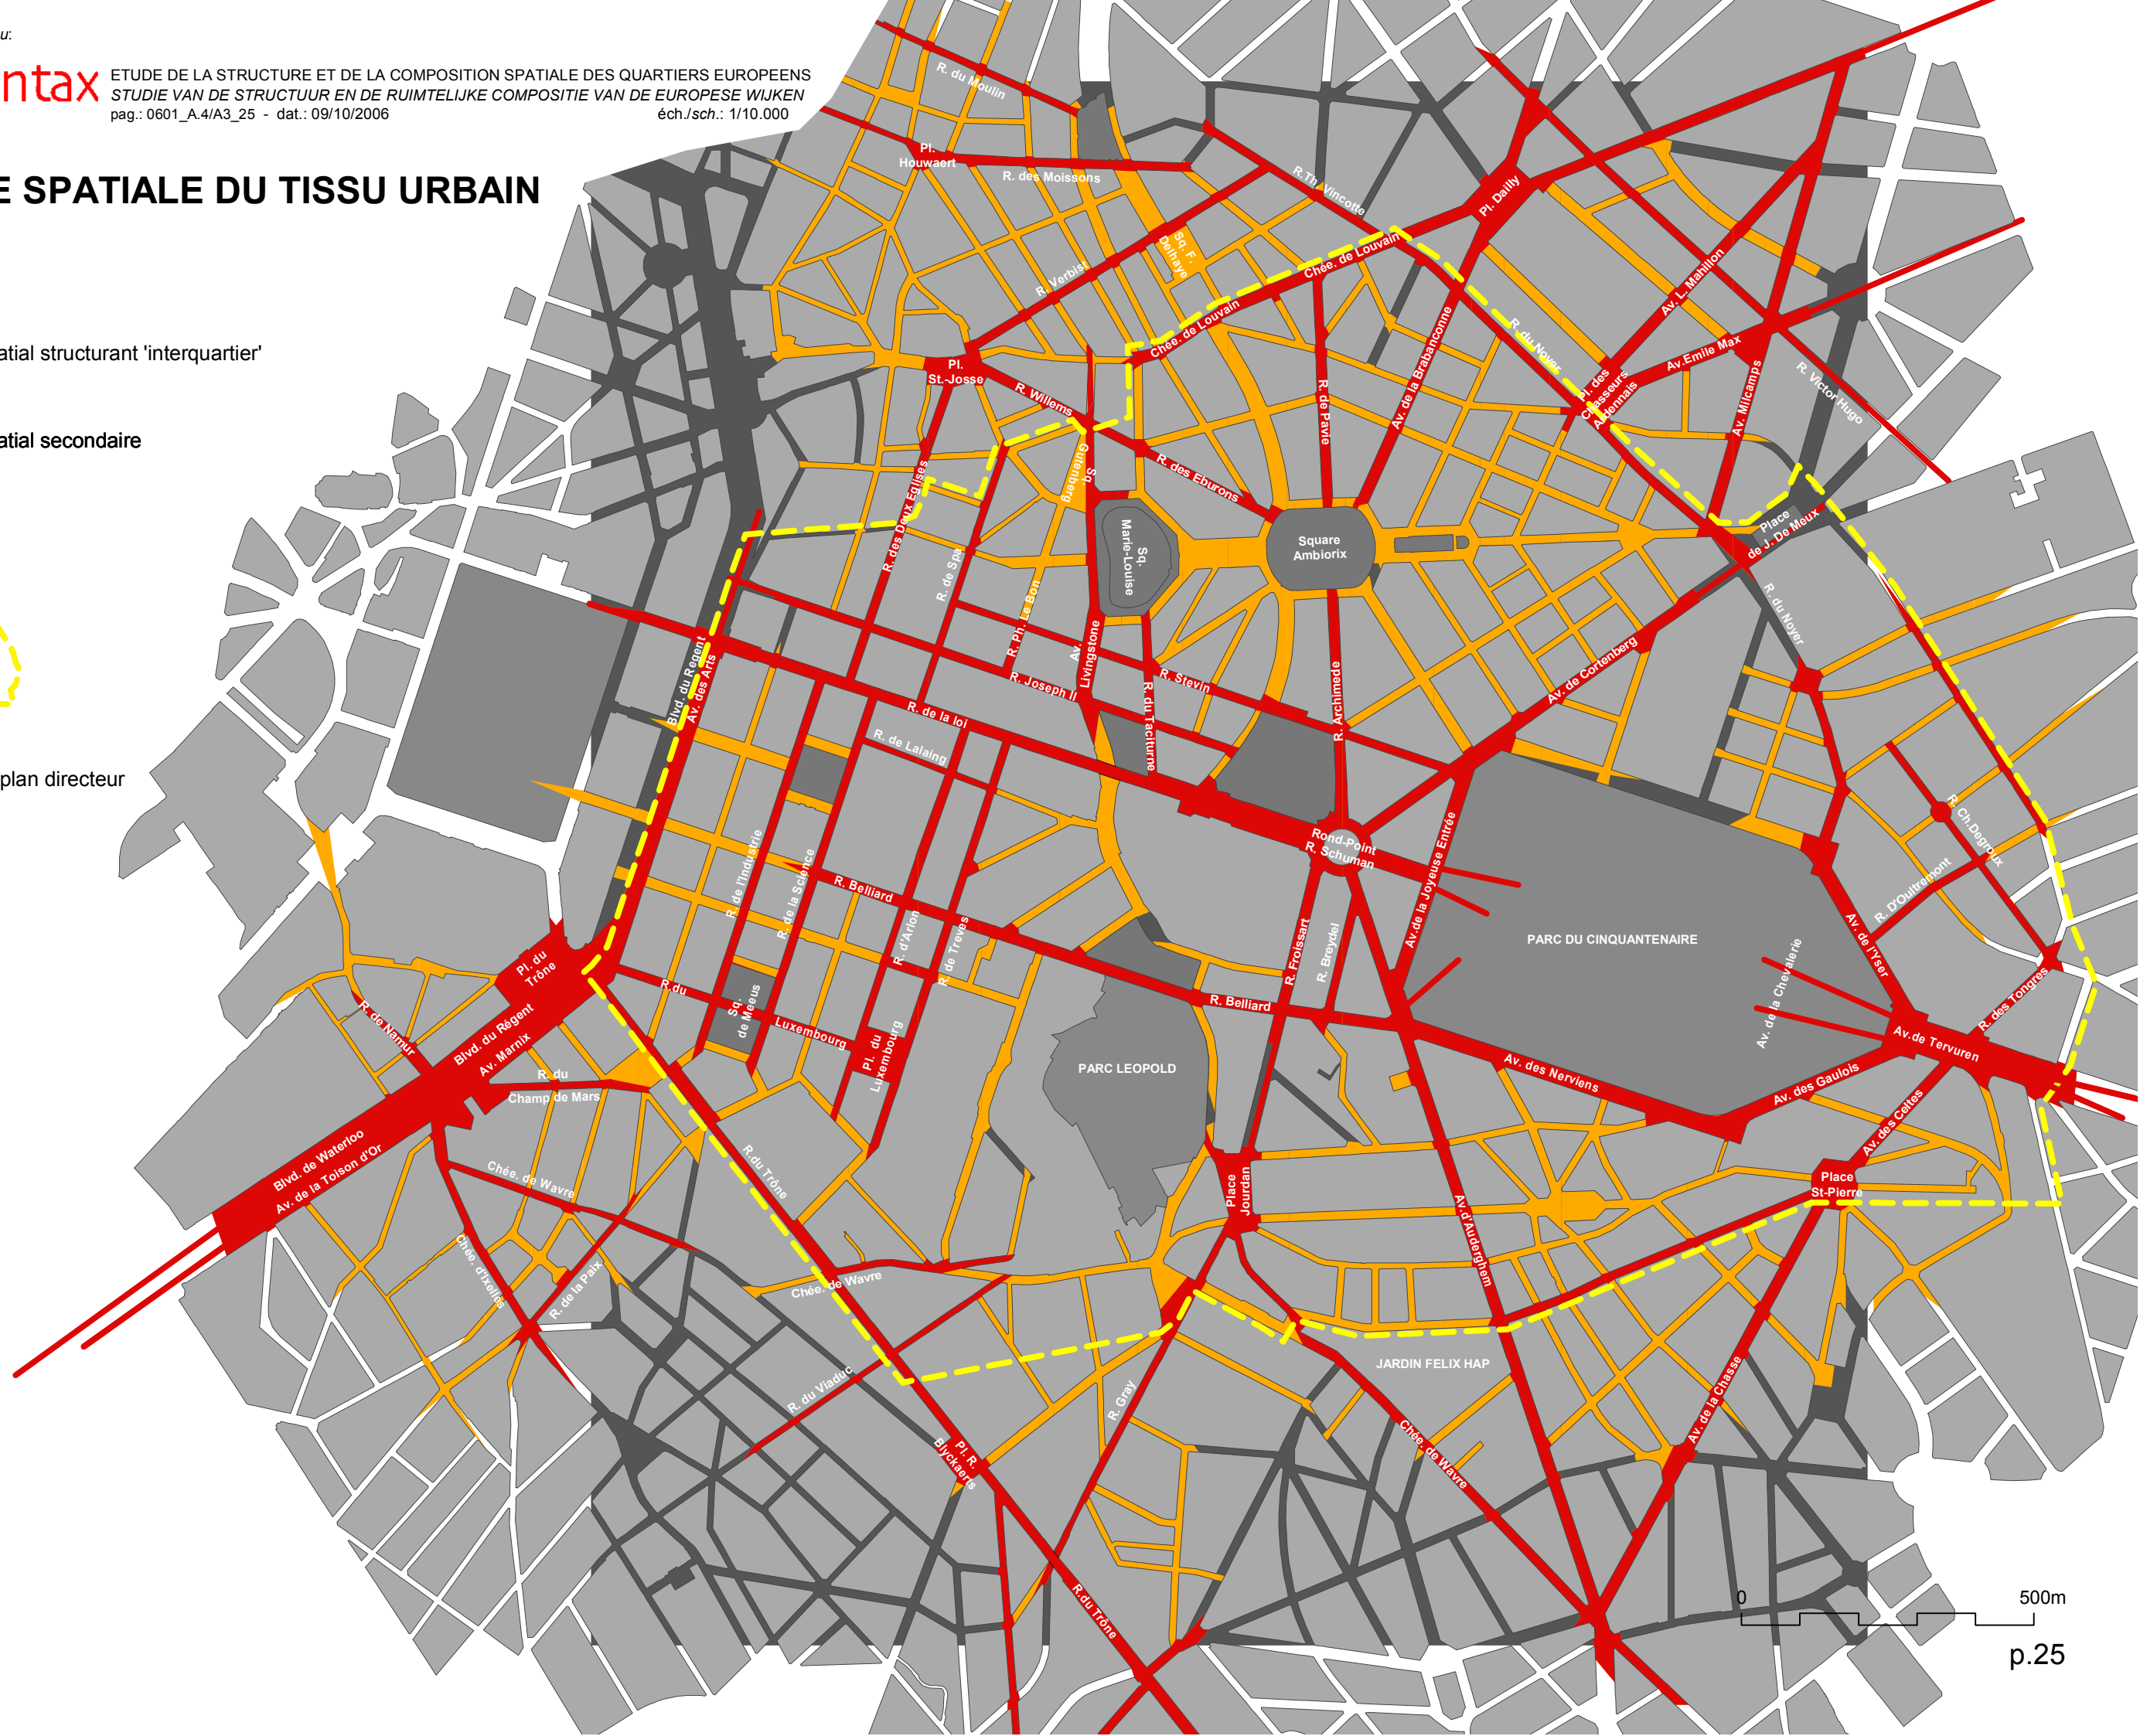 u:
ntax
ETUDE DE LA STRUCTURE ET DE LA COMPOSITION SPATIALE DES QUARTIERS EUROPEENS
STUDIE VAN DE STRUCTUUR EN DE RUIMTELIJKE COMPOSITIE VAN DE EUROPESE WIJKEN
pag.: 0601_A.4/A3_25 - dat.: 09/10/2006
éch./sch.: 1/10.000
E SPATIALE DU TISSU URBAIN
atial structurant 'interquartier'
atial secondaire
plan directeur
R. du Moulin
Pl.
Houwaert
R. des Moissons
R.Th. Vincotte
Pl. Dailly
Sq. F.
Delhaye
R. Verbist
Chée. de Louvain
Chée. de Louvain
Av. L. Mahillon
R. du Noyer
Av.Emile Max
Pl. des
Chasseurs
Ardennais
R. Victor Hugo
Av. Milcamps
Pl.
St.-Josse
R. Willems
R. de Pavie
Av. de la Brabançonne
R. des Deux Eglises
Sq.
Gutenberg
R. des Eburons
Place
de J. De Meux
R. de Spa
Sq.
Marie-Louise
Square
Ambiorix
R. du Noyer
R. Ph. Le Bon
Av.
Livingstone
Blvd. du Regent
Av. des Arts
R. Joseph II
R. Stevin
R. du Taciturne
R. Archimede
Av. de Cortenberg
R. de la loi
R. de Lalaing
Rond-Point
R. Schuman
R. Ch.Degroux
R. de l'Industrie
R. de la Science
R. Belliard
R. d'Arlon
R. de Treves
Av.de la Joyeuse Entrée
R. D'Oultremont
R. Froissart
R. Breydel
PARC DU CINQUANTENAIRE
Av. de l'Yser
Av. de la Chevalerie
R. des Tongres
Pl. du
Trône
R. du
Luxembourg
Sq.
de Meeus
R. Belliard
Av.de Tervuren
R. de Namur
Blvd. du Régent
Av. Marnix
Pl. du
Luxembourg
PARC LEOPOLD
Av. des Nerviens
Av. des Gaulois
R. du
Champ de Mars
Av. des Celtes
Blvd. de Waterloo
Av. de la Toison d'Or
Chée. de Wavre
R.du Trône
Place
Jourdan
Place
St-Pierre
Av.d'Auderghem
Chée. d'Ixelles
R. de la Paix
Chée. de Wavre
JARDIN FELIX HAP
R. du Viaduc
R. Gray
Av. de la Chasse
Chée. de Wavre
Pl. R.
Blyckaerts
R.du Trône
0
500m
p.25